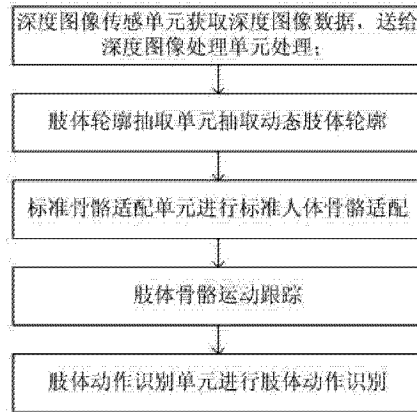 深度图像传感单元获取深度图像数据，送给
深度图像处理单元处理；
肢体轮廓抽取单元抽取动态肢体轮廓
标准骨骼适配单元进行标准人体骨骼适配
肢体骨骼运动跟踪
肢体动作识别单元进行肢体动作识别